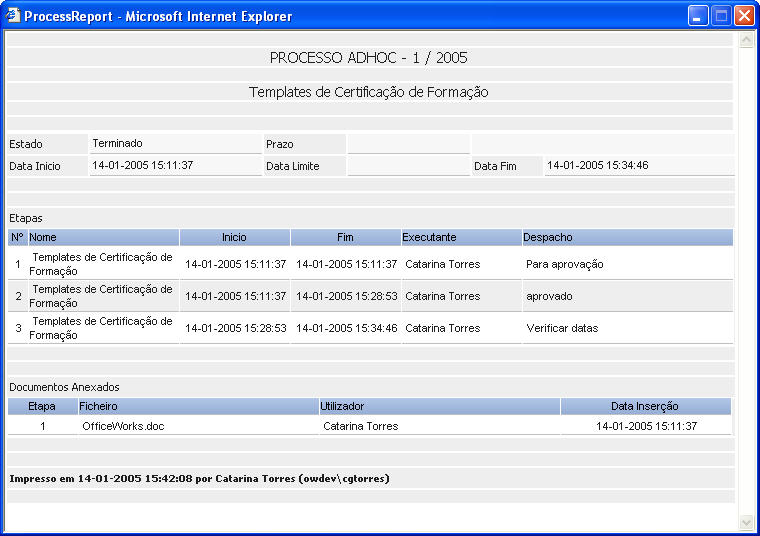 ProcessReport - Microsoft Internet Explorer
PROCESSO ADHOC - 1 / 2005
Templates de Certificação de Formação
Estado Terminado Prazo
Data Inicio 14-01-2005 15:11:37 Data Limite Data Fim 14-01-2005 15:34:46
Etapas
Nº Nome Inicio Fim Executante Despacho
1 Templates de Certificação de Formação 14-01-2005 15:11:37 14-01-2005 15:11:37 Catarina Torres Para aprovação
2 Templates de Certificação de Formação 14-01-2005 15:11:37 14-01-2005 15:28:53 Catarina Torres aprovado
3 Templates de Certificação de Formação 14-01-2005 15:28:53 14-01-2005 15:34:46 Catarina Torres Verificar datas
Documentos Anexados
Etapa Ficheiro Utilizador Data Inserção
1 OfficeWorks.doc Catarina Torres 14-01-2005 15:11:37
Impresso em 14-01-2005 15:42:08 por Catarina Torres (owdev\cgtorres)